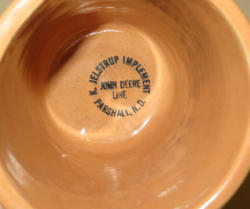 K. JELSTRUP IMPLEMENT
JOHN DEERE
LINE
PARSHALL, N.D.